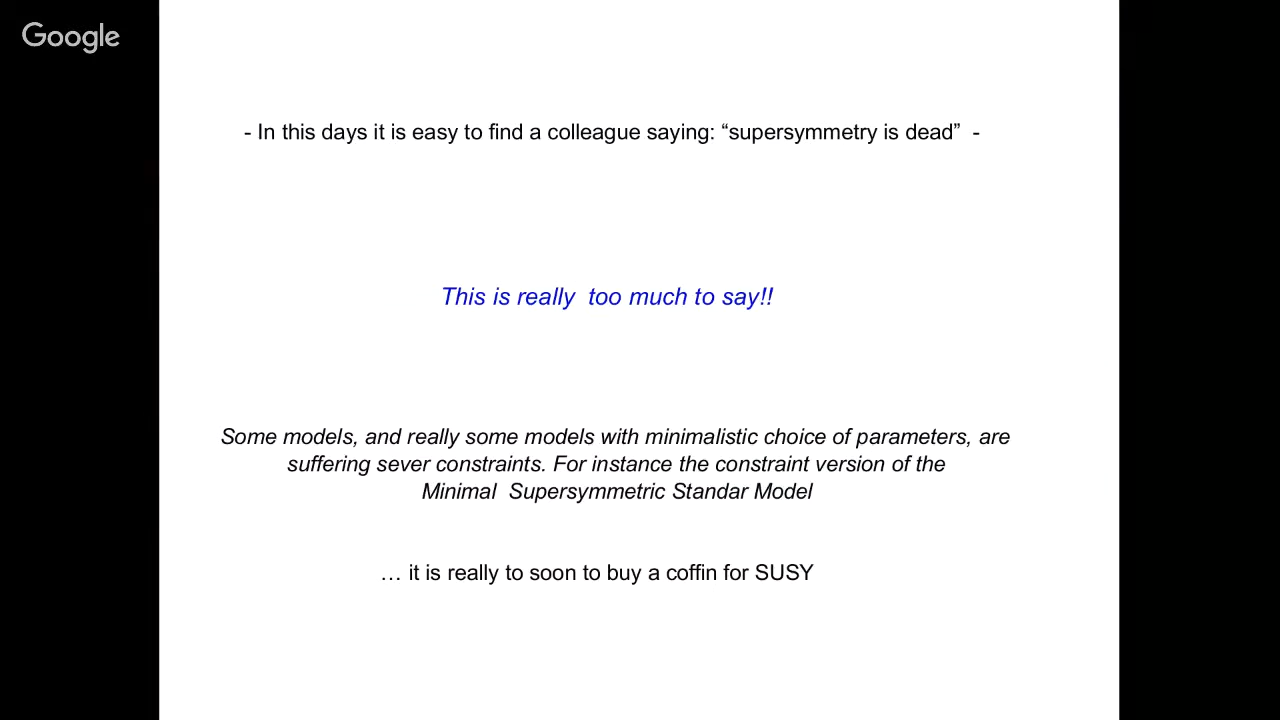 Google
- In this days it is easy to find a colleague saying: “supersymmetry is dead” -
This is really too much to say!!
Some models, and really some models with minimalistic choice of parameters, are
suffering sever constraints. For instance the constraint version of the
Minimal Supersymmetric Standar Model
… it is really to soon to buy a coffin for SUSY